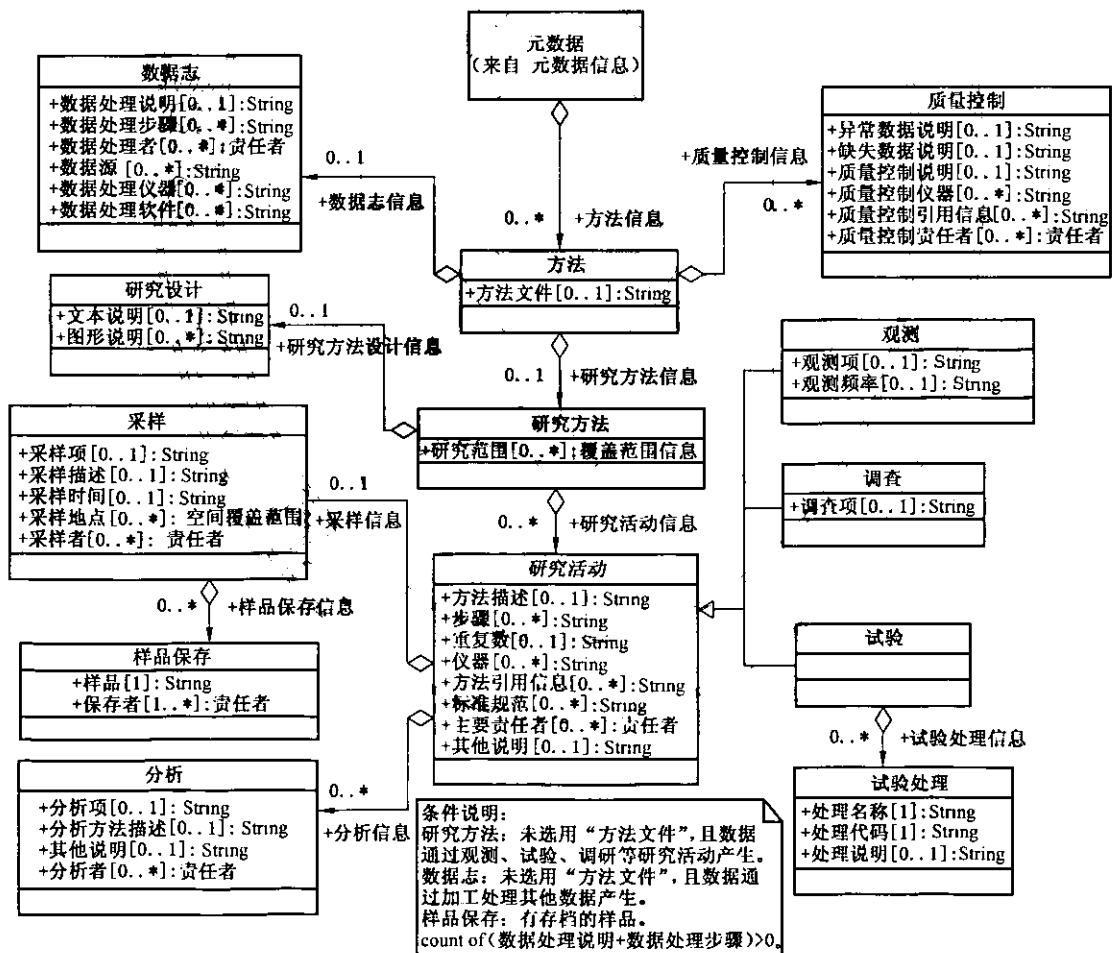 元数据
(来自 元数据信息)
数据志
+数据处理说明[0..1]:String
+数据处理步骤[0..*]:String
+数据处理者[0..*]:责任者
+数据源 [0..*]:String
+数据处理仪器[0..*]:String
+数据处理软件[0..*]:String
0..1
+数据志信息
0..*
+方法信息
+质量控制信息
0..*
质量控制
+异常数据说明[0..1]:String
+缺失数据说明[0..1]:String
+质量控制说明[0..1]:String
+质量控制仪器[0..*]:String
+质量控制引用信息[0..*]:String
+质量控制责任者[0..*]:责任者
方法
+方法文件[0..1]:String
研究设计
+文本说明[0..1]:String
+图形说明[0..*]:String
0..1
+研究方法设计信息
0..1
+研究方法信息
观测
+观测项[0..1]:String
+观测频率[0..1]:String
研究方法
+研究范围[0..*]:覆盖范围信息
采样
+采样项[0..1]:String
+采样描述[0..1]:String
+采样时间[0..1]:String
+采样地点[0..*]: 空间覆盖范围
+采样者[0..*]: 责任者
0..1
+采样信息
0..*
+研究活动信息
调查
+调查项[0..1]:String
研究活动
+方法描述[0..1]:String
+步骤[0..*]:String
+重复数[0..1]:String
+仪器[0..*]:String
+方法引用信息[0..*]:String
+标准规范[0..*]:String
+主要责任者[0..*]:责任者
+其他说明[0..1]:String
0..*
+样品保存信息
样品保存
+样品[1]:String
+保存者[1..*]:责任者
试验
0..*
+试验处理信息
试验处理
+处理名称[1]:String
+处理代码[1]:String
+处理说明[0..1]:String
分析
+分析项[0..1]:String
+分析方法描述[0..1]:String
+其他说明[0..1]:String
+分析者[0..*]:责任者
0..*
+分析信息
条件说明:
研究方法: 未选用“方法文件”,且数据
通过观测、试验、调研等研究活动产生。
数据志: 未选用“方法文件”,且数据通
过加工处理其他数据产生。
样品保存: 有存档的样品。
count of(数据处理说明+数据处理步骤)>0。